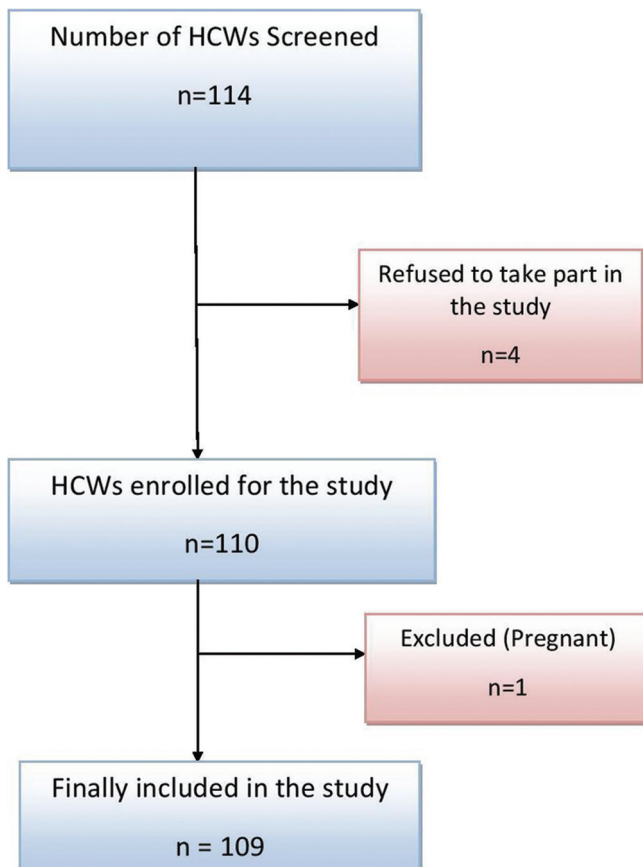 Number of HCWs Screened
n=114
Refused to take part in
the study
n=4
HCWs enrolled for the study
n=110
Excluded (Pregnant)
n=1
Finally included in the study
n = 109